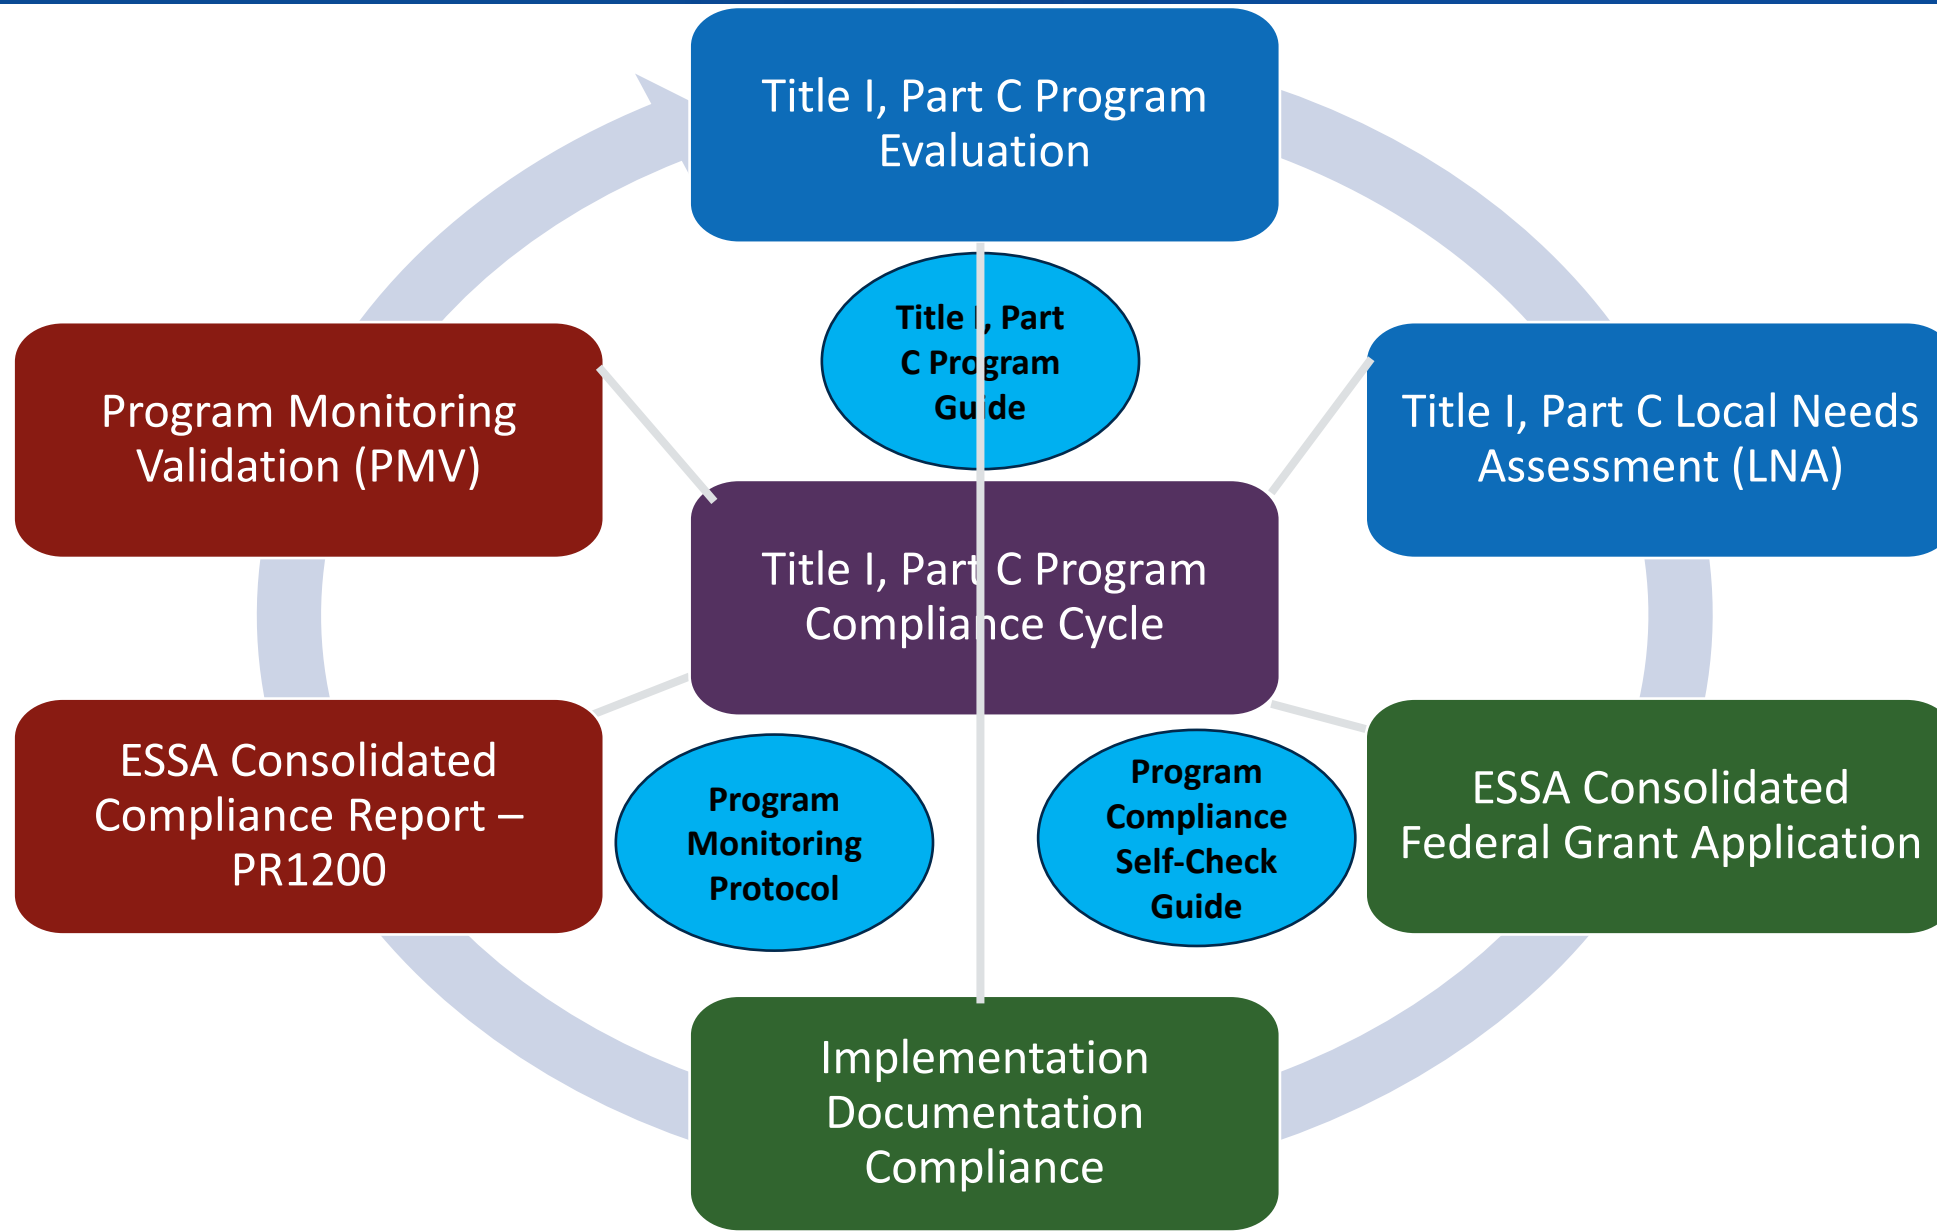 Title I, Part C Program
Evaluation
Title I, Part
C Program
Guide
Program Monitoring
Validation (PMV)
Title I, Part C Local Needs
Assessment (LNA)
Title I, Part C Program
Compliance Cycle
ESSA Consolidated
Compliance Report –
PR1200
Program
Monitoring
Protocol
Program
Compliance
Self-Check
Guide
ESSA Consolidated
Federal Grant Application
Implementation
Documentation
Compliance